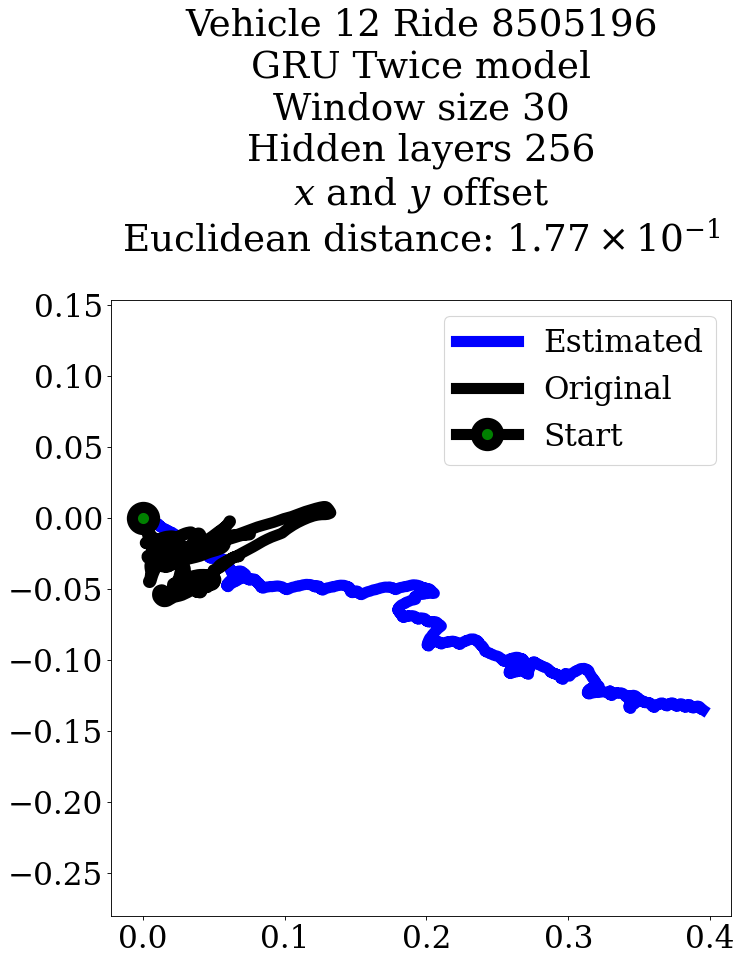 Vehicle 12 Ride 8505196
GRU Twice model
Window size 30
Hidden layers 256
x and y offset
Euclidean distance: 1.77 × 10⁻¹
0.15
0.10
0.05
0.00
−0.05
−0.10
−0.15
−0.20
−0.25
Estimated
Original
Start
0.0 0.1 0.2 0.3 0.4